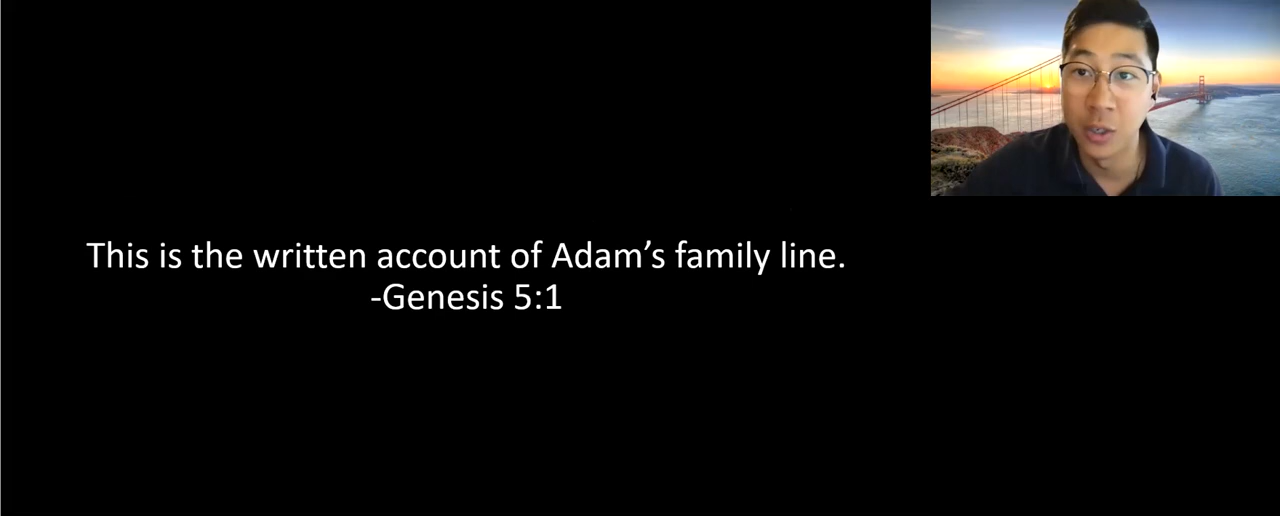 This is the written account of Adam’s family line.
-Genesis 5:1